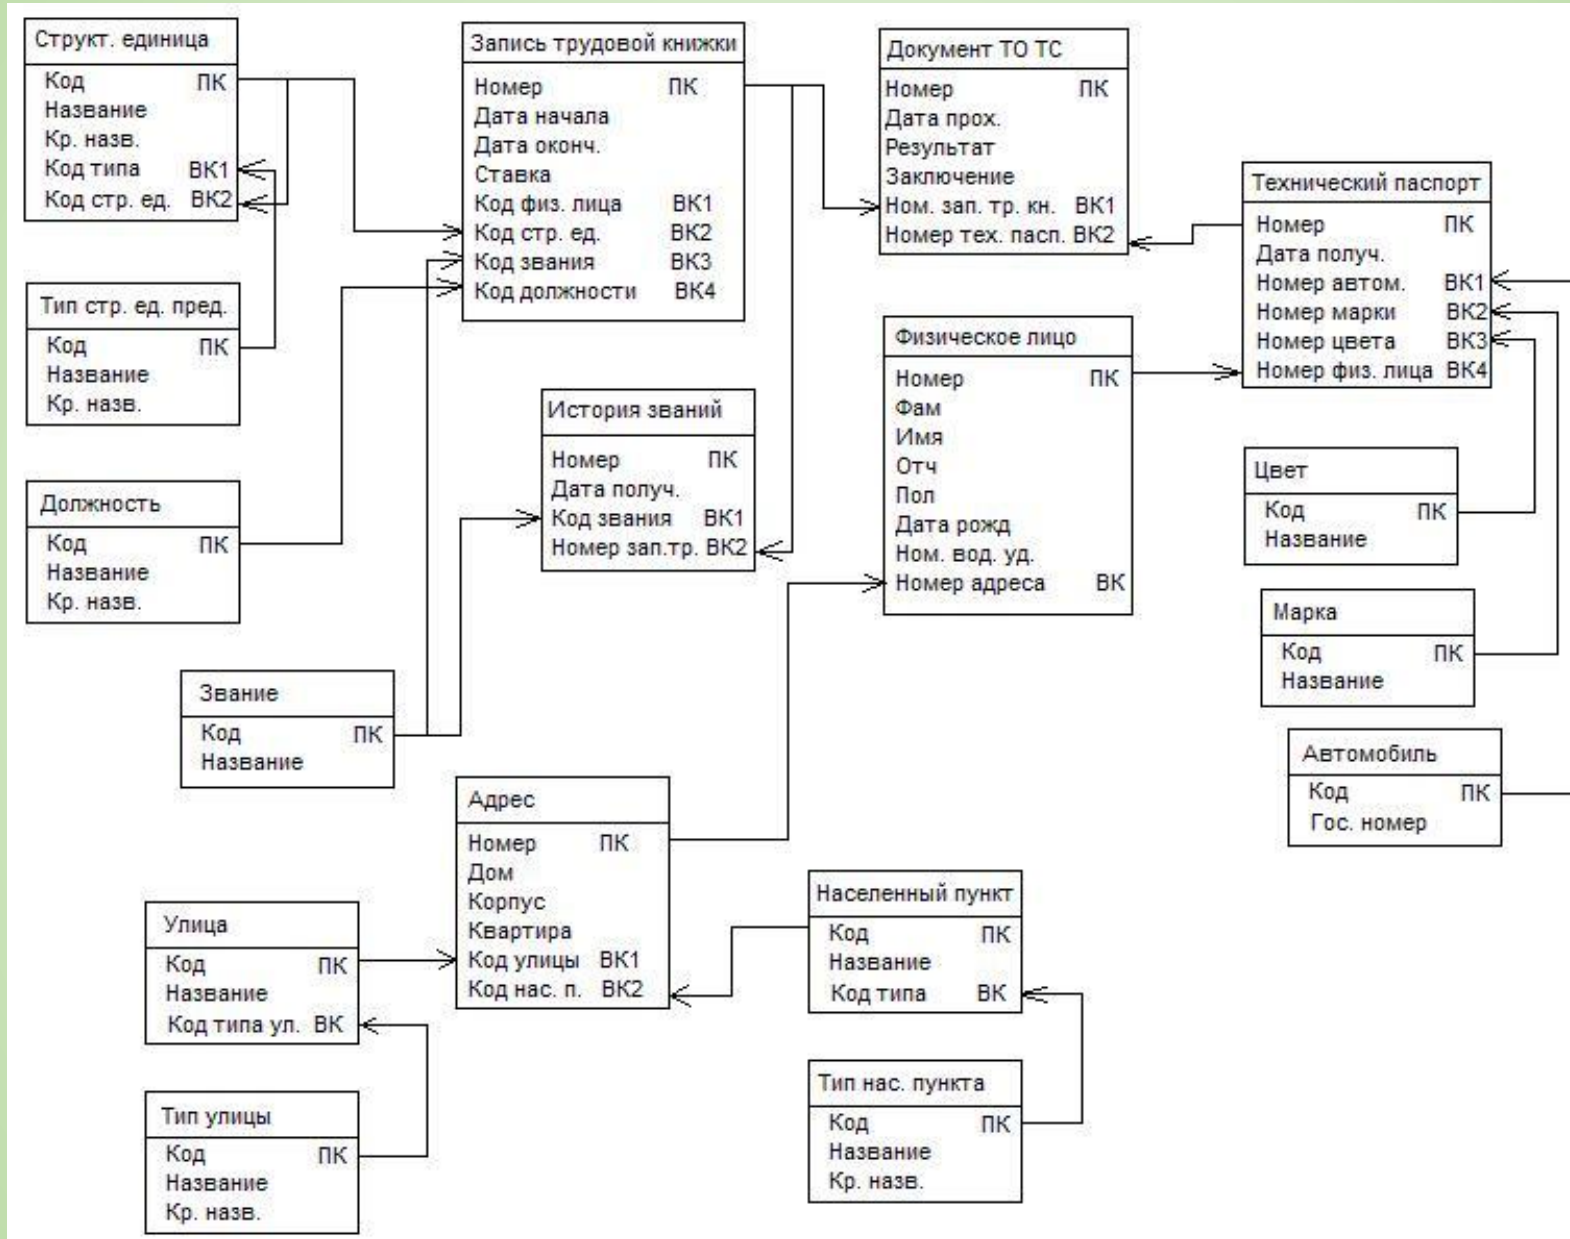 Структ. единица
Код ПК
Название
Кр. назв.
Код типа ВК1
Код стр. ед. ВК2
Тип стр. ед. пред.
Код ПК
Название
Кр. назв.
Должность
Код ПК
Название
Кр. назв.
Запись трудовой книжки
Номер ПК
Дата начала
Дата оконч.
Ставка
Код физ. лица ВК1
Код стр. ед. ВК2
Код звания ВК3
Код должности ВК4
История званий
Номер ПК
Дата получ.
Код звания ВК1
Номер зап.тр. ВК2
Звание
Код ПК
Название
Документ ТО ТС
Номер ПК
Дата прох.
Результат
Заключение
Ном. зап. тр. кн. ВК1
Номер тех. пасп. ВК2
Физическое лицо
Номер ПК
Фам
Имя
Отч
Пол
Дата рожд
Ном. вод. уд.
Номер адреса ВК
Технический паспорт
Номер ПК
Дата получ.
Номер автом. ВК1
Номер марки ВК2
Номер цвета ВК3
Номер физ. лица ВК4
Цвет
Код ПК
Название
Марка
Код ПК
Название
Автомобиль
Код ПК
Гос. номер
Адрес
Номер ПК
Дом
Корпус
Квартира
Код улицы ВК1
Код нас. п. ВК2
Улица
Код ПК
Название
Код типа ул. ВК
Тип улицы
Код ПК
Название
Кр. назв.
Населенный пункт
Код ПК
Название
Код типа ВК
Тип нас. пункта
Код ПК
Название
Кр. назв.